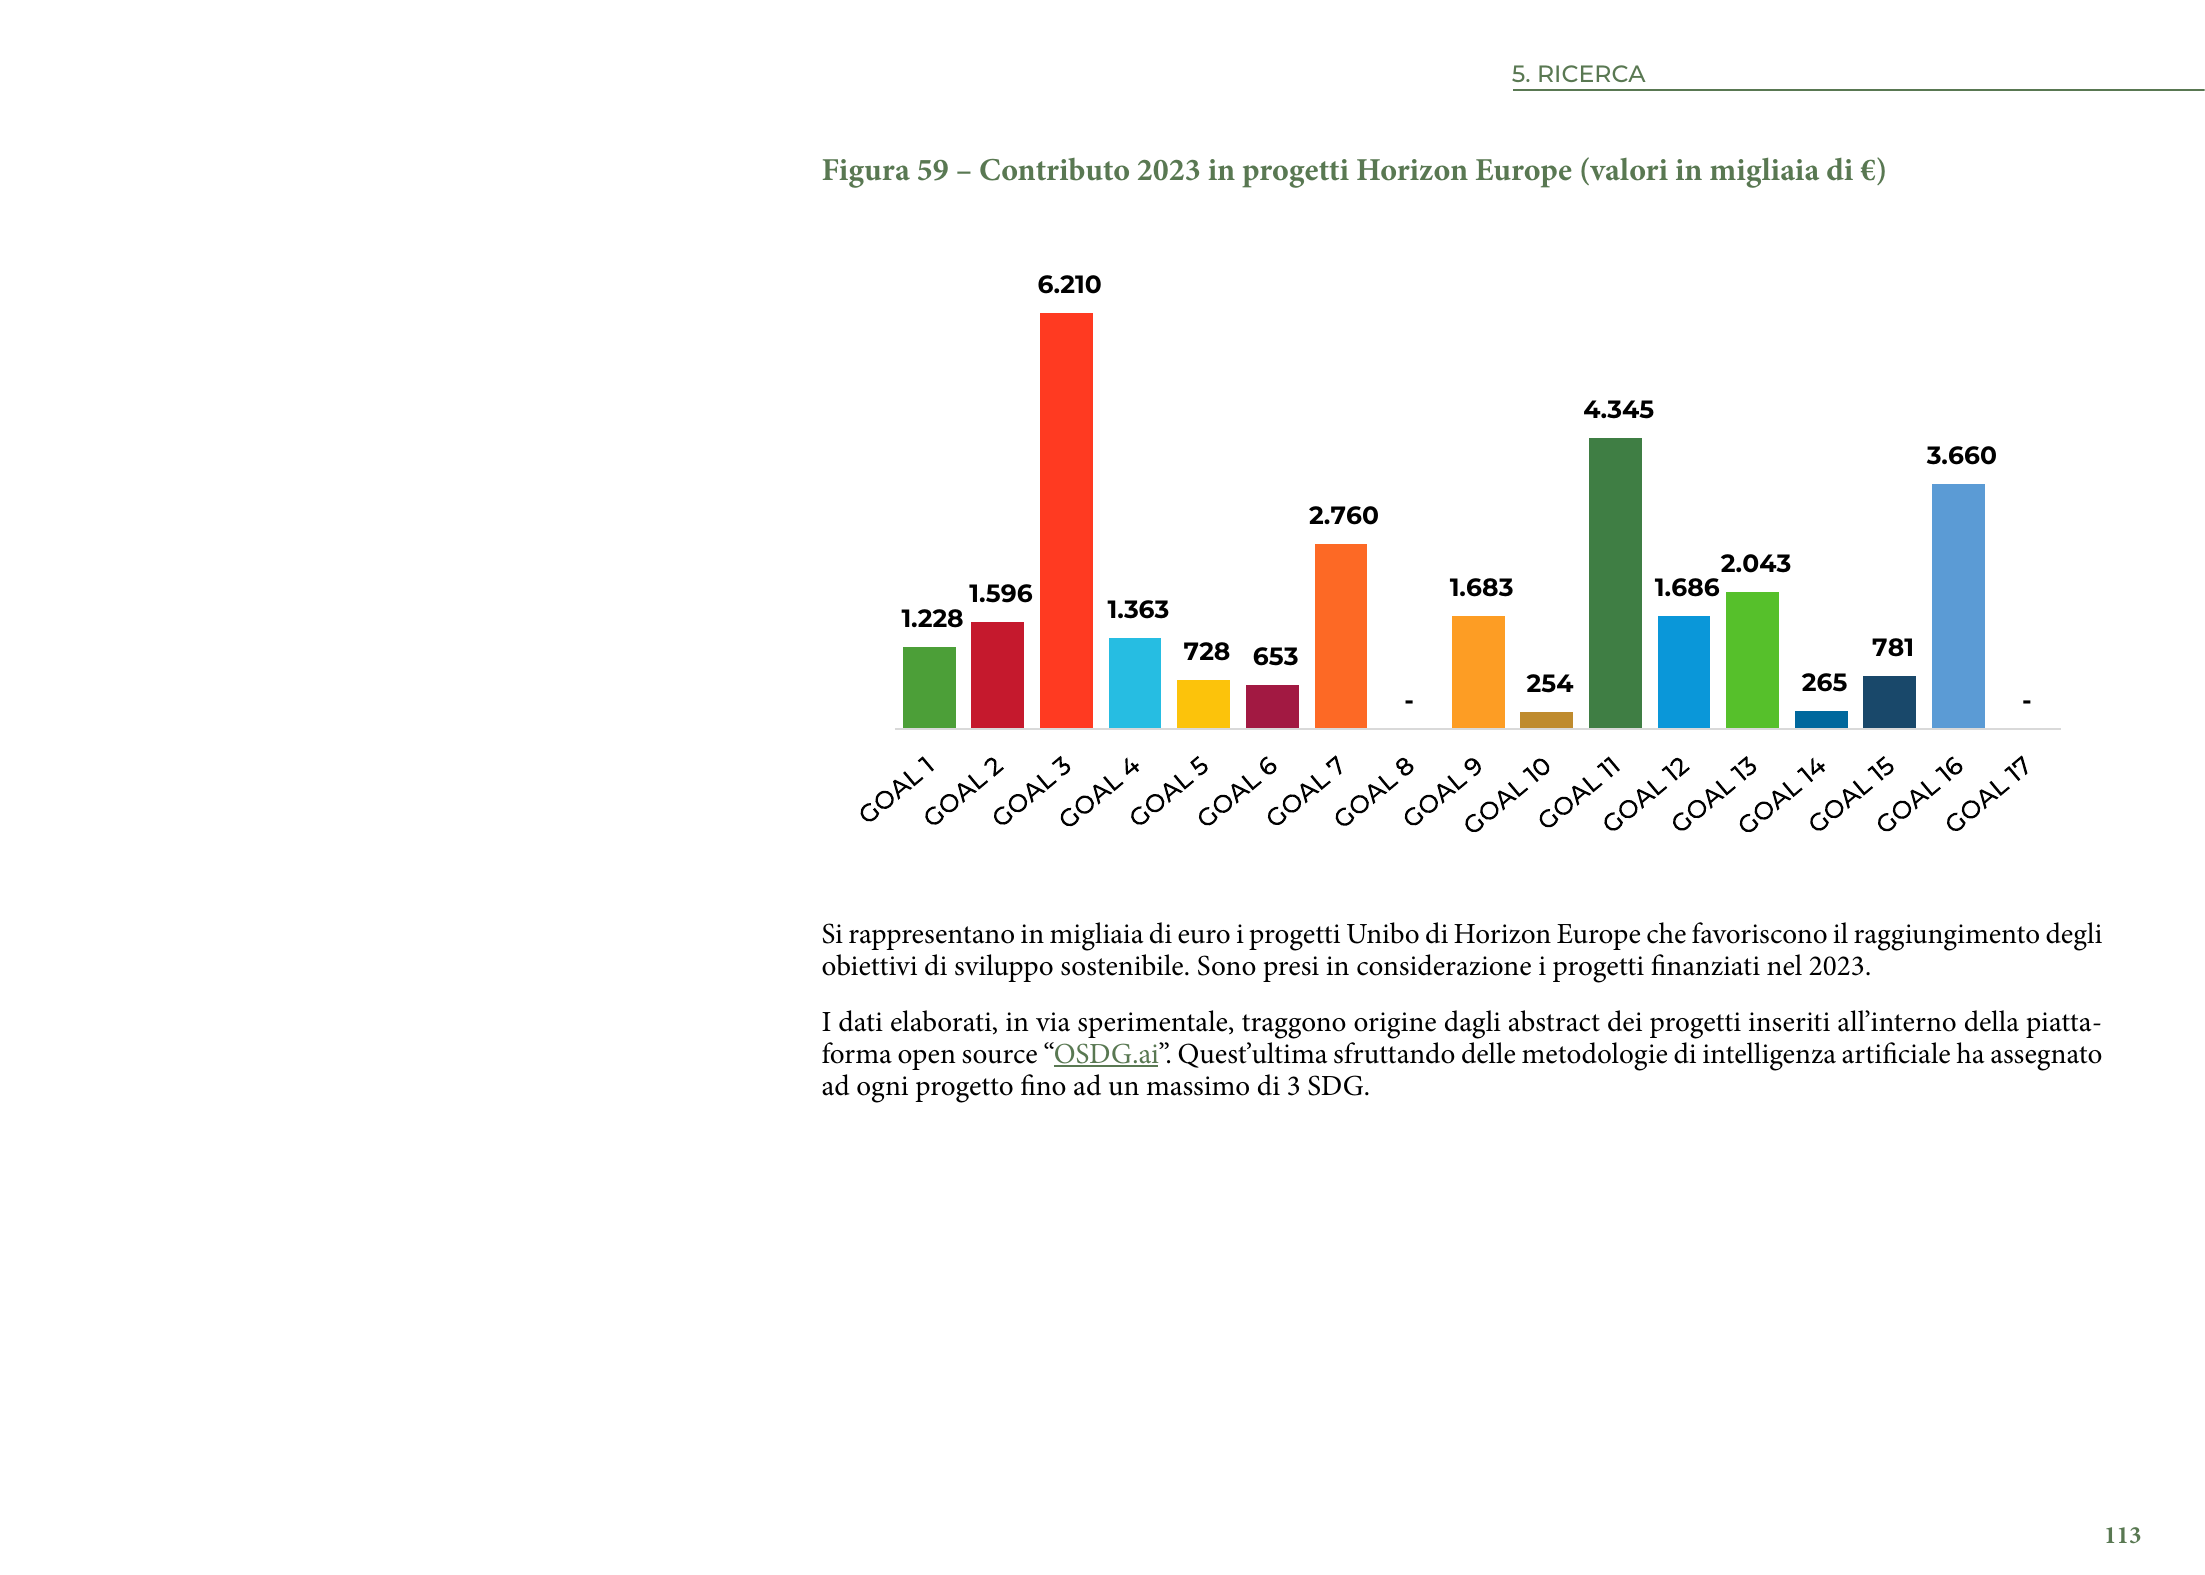 5. RICERCA
Figura 59 – Contributo 2023 in progetti Horizon Europe (valori in migliaia di €)
6.210
4.345
3.660
2.760
2.043
1.683
1.686
1.596
1.228
1.363
728
653
781
254
265
-
-
GOAL 1
GOAL 2
GOAL 3
GOAL 4
GOAL 5
GOAL 6
GOAL 7
GOAL 8
GOAL 9
GOAL 10
GOAL 11
GOAL 12
GOAL 13
GOAL 14
GOAL 15
GOAL 16
GOAL 17
Si rappresentano in migliaia di euro i progetti Unibo di Horizon Europe che favoriscono il raggiungimento degli
obiettivi di sviluppo sostenibile. Sono presi in considerazione i progetti finanziati nel 2023.
I dati elaborati, in via sperimentale, traggono origine dagli abstract dei progetti inseriti all’interno della piatta-
forma open source “OSDG.ai”. Quest’ultima sfruttando delle metodologie di intelligenza artificiale ha assegnato
ad ogni progetto fino ad un massimo di 3 SDG.
113